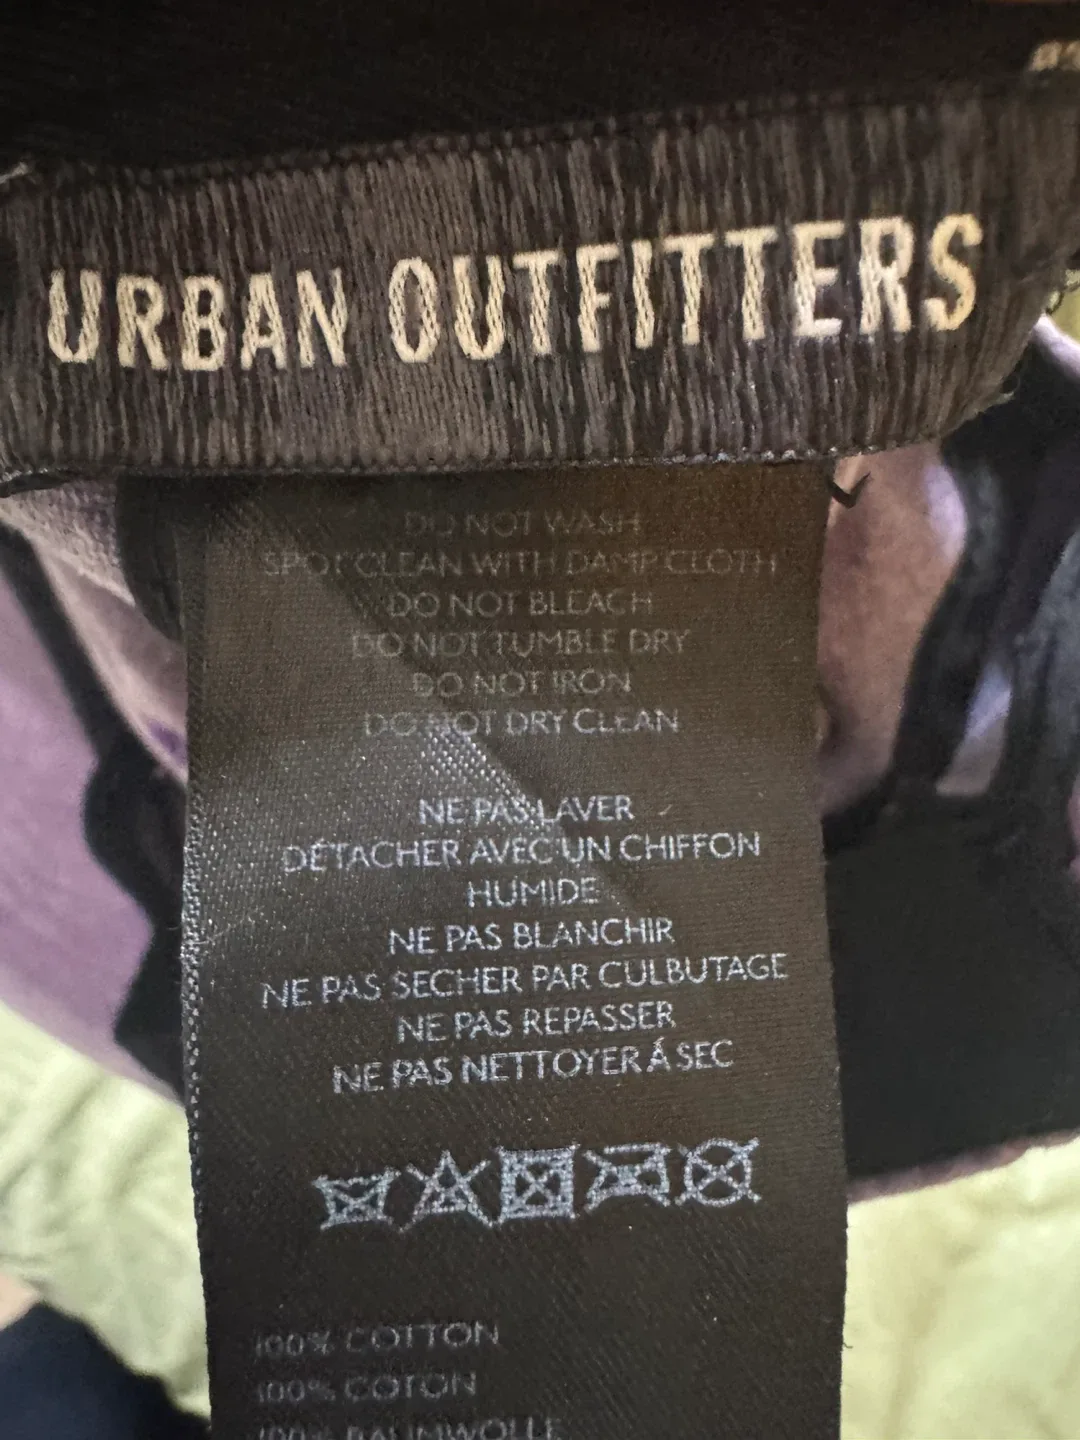 URBAN OUTFITTERS
DO NOT WASH
SPOT CLEAN WITH DAMP CLOTH
DO NOT BLEACH
DO NOT TUMBLE DRY
DO NOT IRON
DO NOT DRY CLEAN
NE PAS LAVER
DÉTACHER AVEC UN CHIFFON
HUMIDE
NE PAS BLANCHIR
NE PAS SECHER PAR CULBUTAGE
NE PAS REPASSER
NE PAS NETTOYER Á SEC
100% COTTON
100% COTON
100% BAUMWOLLE